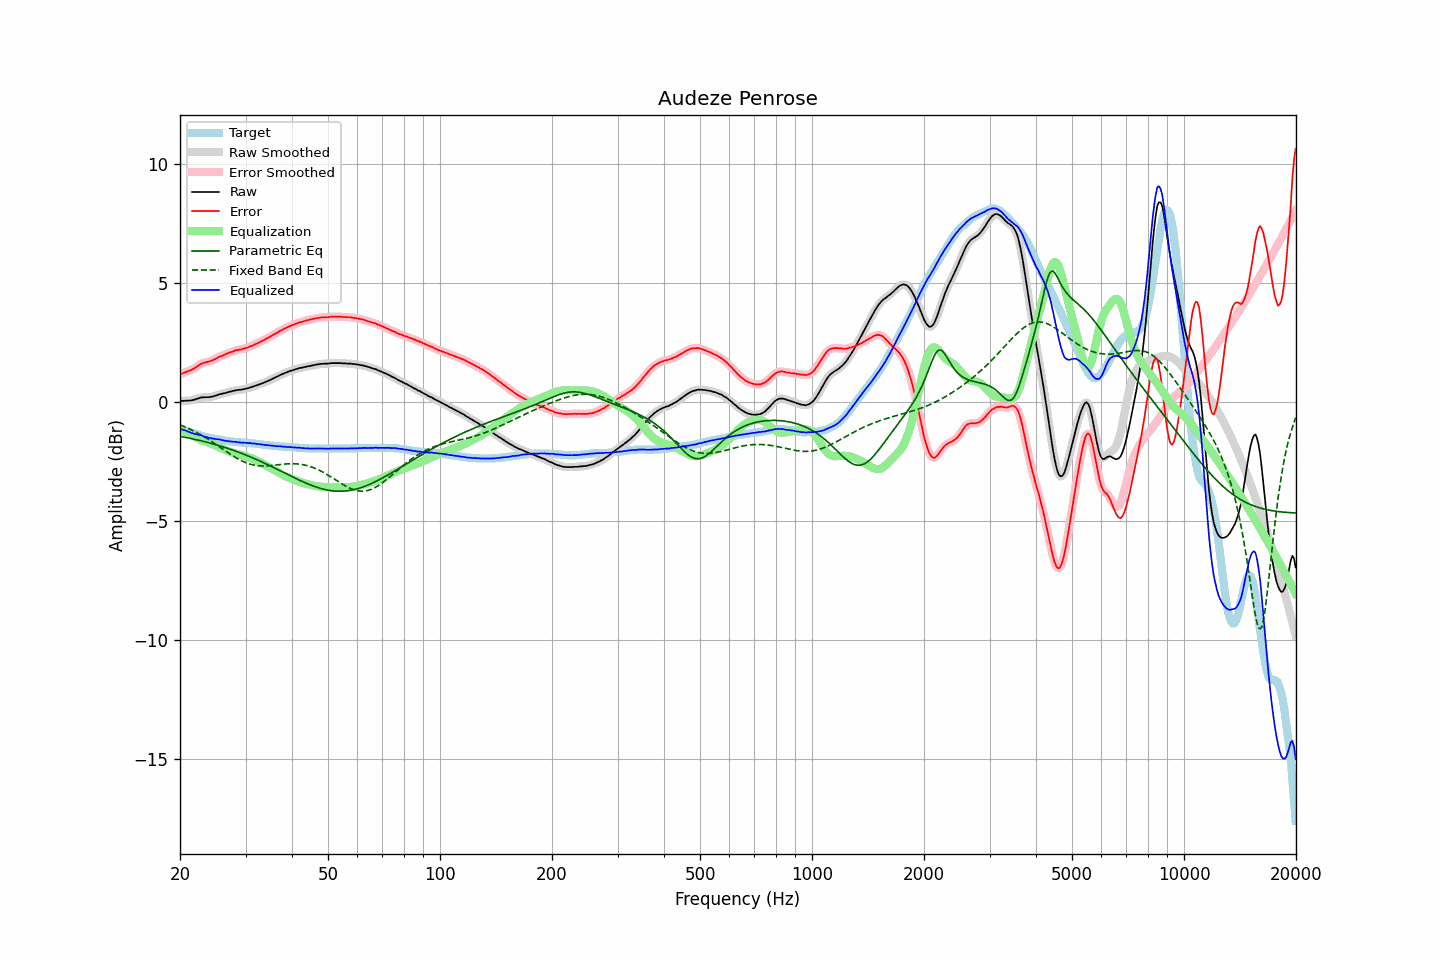 Audeze Penrose
Target
Raw Smoothed
Error Smoothed
Raw
Error
Equalization
Parametric Eq
Fixed Band Eq
Equalized
10
5
0
−5
−10
−15
Amplitude (dBr)
20 50 100 200 500 1000 2000 5000 10000 20000
Frequency (Hz)